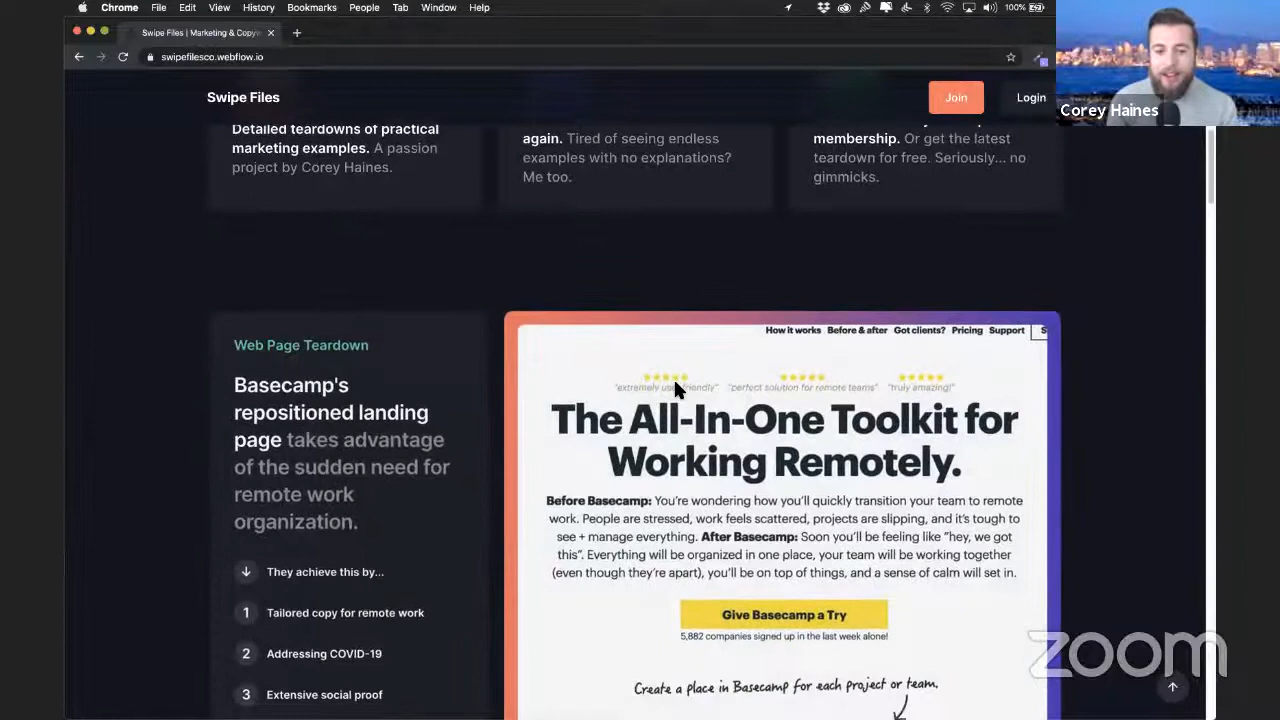 Chrome File Edit View History Bookmarks People Tab Window Help 100%
Swipe Files | Marketing & Copyw
swipefilesco.webflow.io
Corey Haines
Swipe Files Join Login
Detailed teardowns of practical
marketing examples. A passion
project by Corey Haines.
again. Tired of seeing endless
examples with no explanations?
Me too.
membership. Or get the latest
teardown for free. Seriously... no
gimmicks.
Web Page Teardown
Basecamp's
repositioned landing
page takes advantage
of the sudden need for
remote work
organization.
They achieve this by...
1 Tailored copy for remote work
2 Addressing COVID-19
3 Extensive social proof
How it works Before & after Got clients? Pricing Support S
"extremely user friendly" "perfect solution for remote teams" "truly amazing!"
The All-In-One Toolkit for
Working Remotely.
Before Basecamp: You're wondering how you'll quickly transition your team to remote
work. People are stressed, work feels scattered, projects are slipping, and it's tough to
see + manage everything. After Basecamp: Soon you'll be feeling like "hey, we got
this". Everything will be organized in one place, your team will be working together
(even though they're apart), you'll be on top of things, and a sense of calm will set in.
Give Basecamp a Try
5,882 companies signed up in the last week alone!
Create a place in Basecamp for each project or team.
zoom